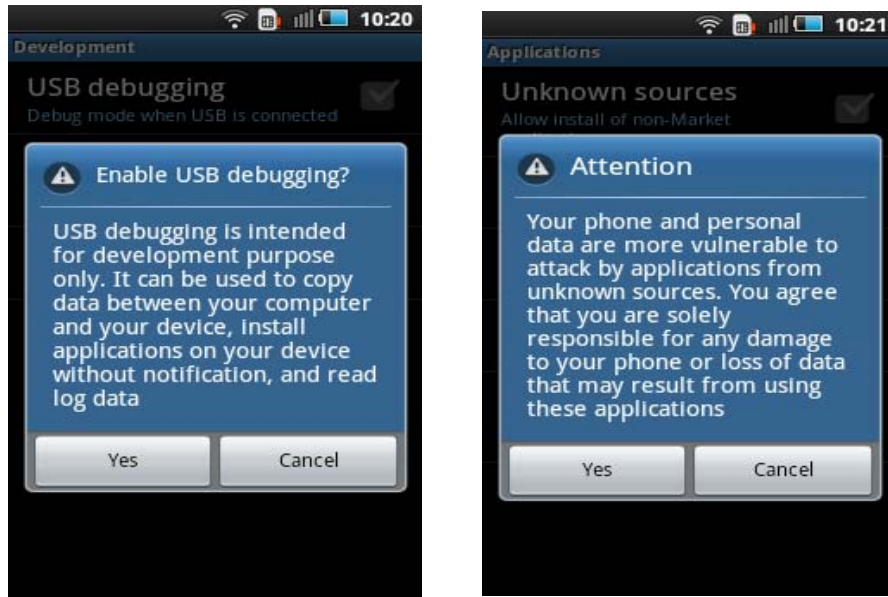 10:20
Development
USB debugging
Debug mode when USB is connected
Enable USB debugging?
USB debugging is intended
for development purpose
only. It can be used to copy
data between your computer
and your device, install
applications on your device
without notification, and read
log data
Yes
Cancel
10:21
Applications
Unknown sources
Allow install of non-Market
Attention
Your phone and personal
data are more vulnerable to
attack by applications from
unknown sources. You agree
that you are solely
responsible for any damage
to your phone or loss of data
that may result from using
these applications
Yes
Cancel